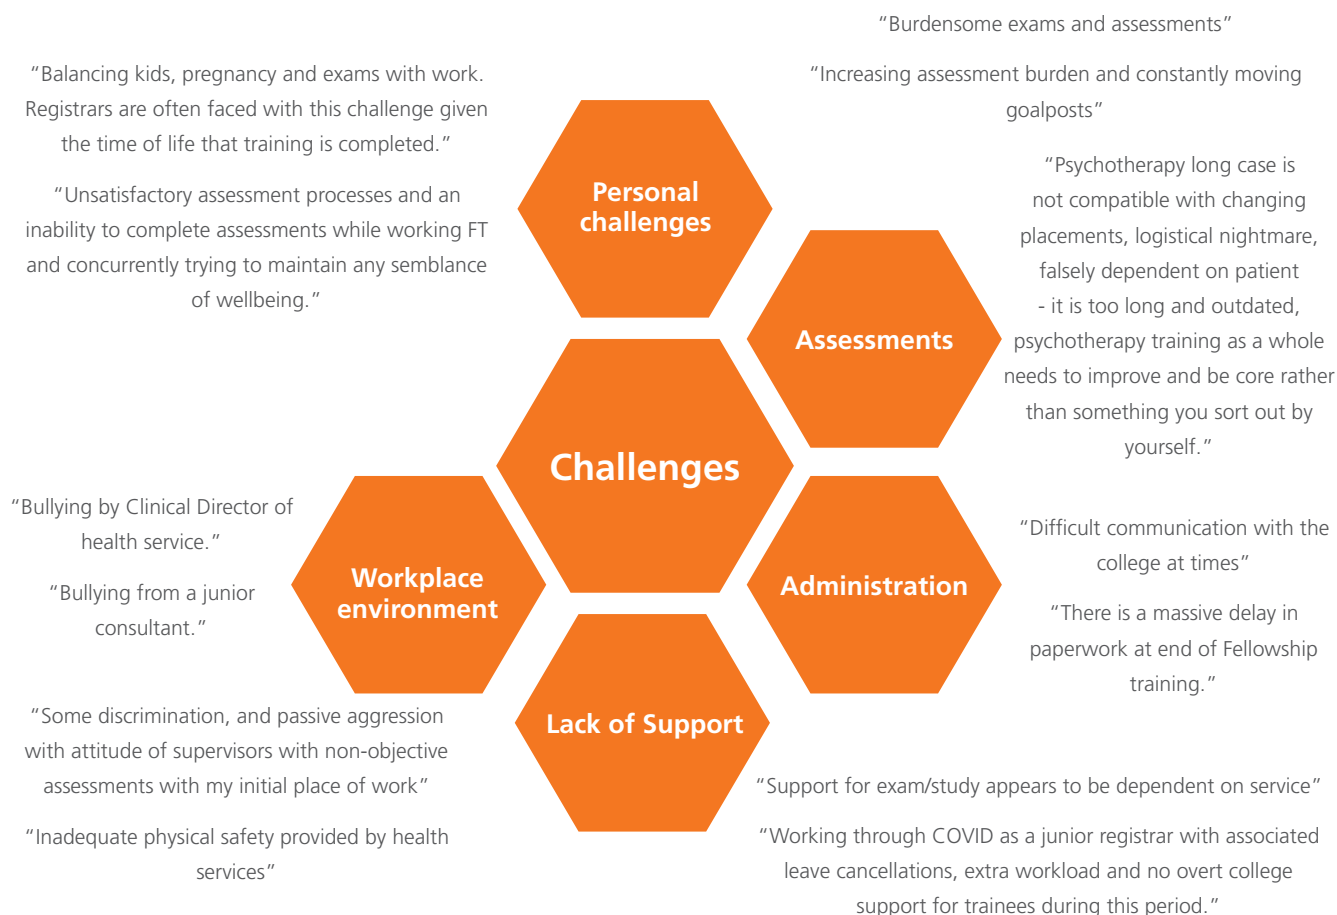 “Burdensome exams and assessments”
“Increasing assessment burden and constantly moving
goalposts”
“Balancing kids, pregnancy and exams with work.
Registrars are often faced with this challenge given
the time of life that training is completed.”
“Unsatisfactory assessment processes and an
inability to complete assessments while working FT
and concurrently trying to maintain any semblance
of wellbeing.”
Personal
challenges
“Psychotherapy long case is
not compatible with changing
placements, logistical nightmare,
falsely dependent on patient
- it is too long and outdated,
psychotherapy training as a whole
needs to improve and be core rather
than something you sort out by
yourself.”
Assessments
Challenges
“Bullying by Clinical Director of
health service.”
“Bullying from a junior
consultant.”
Workplace
environment
Administration
“Difficult communication with the
college at times”
“There is a massive delay in
paperwork at end of Fellowship
training.”
Lack of Support
“Some discrimination, and passive aggression
with attitude of supervisors with non-objective
assessments with my initial place of work”
“Inadequate physical safety provided by health
services”
“Support for exam/study appears to be dependent on service”
“Working through COVID as a junior registrar with associated
leave cancellations, extra workload and no overt college
support for trainees during this period.”